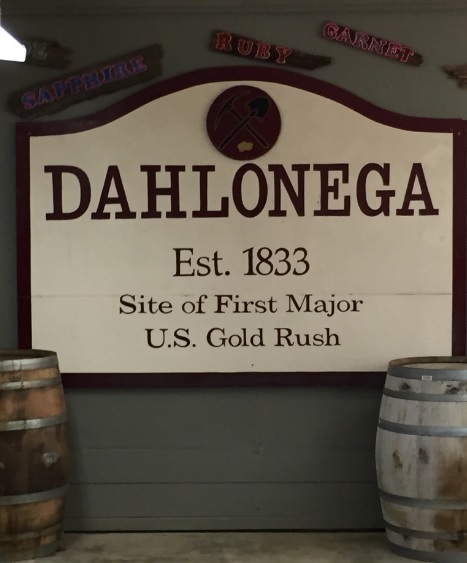 SAPPHIRE
RUBY
GARNET
DAHLONEGA
Est. 1833
Site of First Major
U.S. Gold Rush